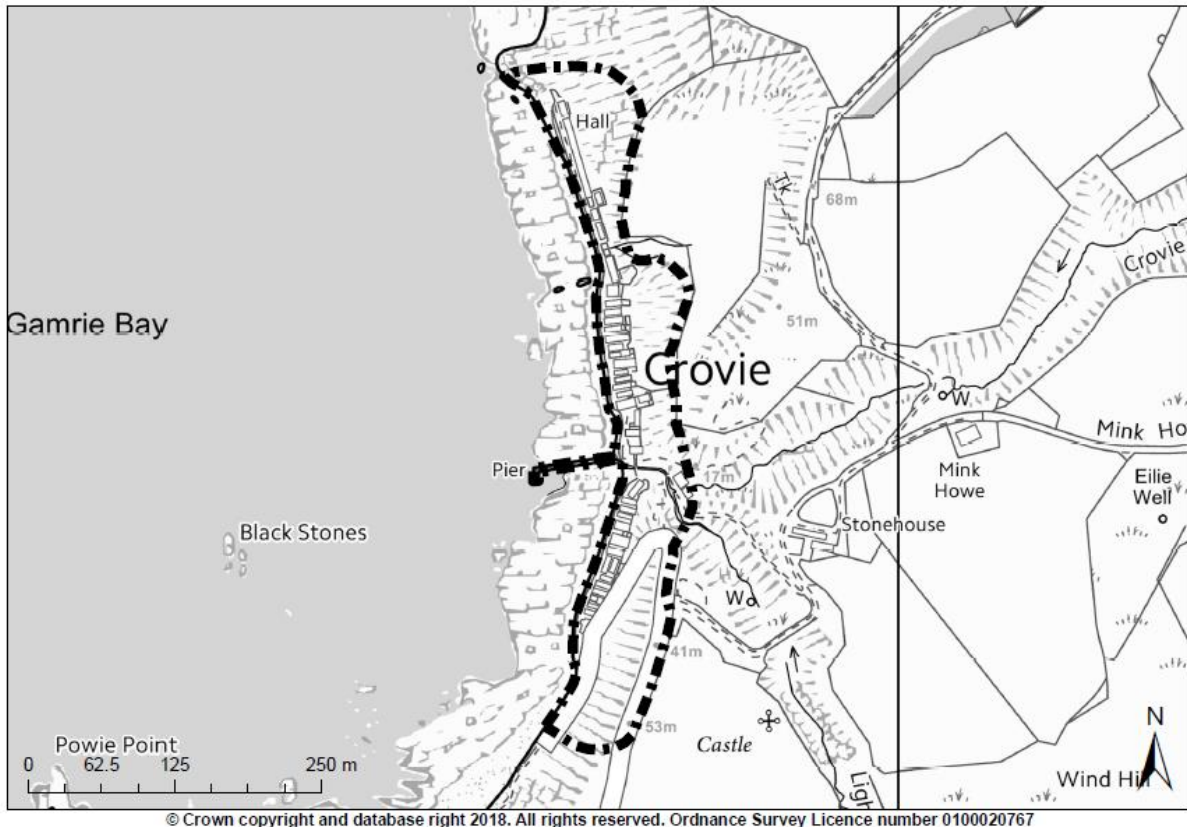 Hall
Tk
68m
Crovie
Gamrie Bay
51m
Crovie
W
Mink Ho
Pier
17m
Mink
Howe
Eilie
Well
Stonehouse
Black Stones
W
41m
53m
Castle
N
Powie Point
0 62.5 125 250 m
Wind Hil
Ligh
© Crown copyright and database right 2018. All rights reserved. Ordnance Survey Licence number 0100020767